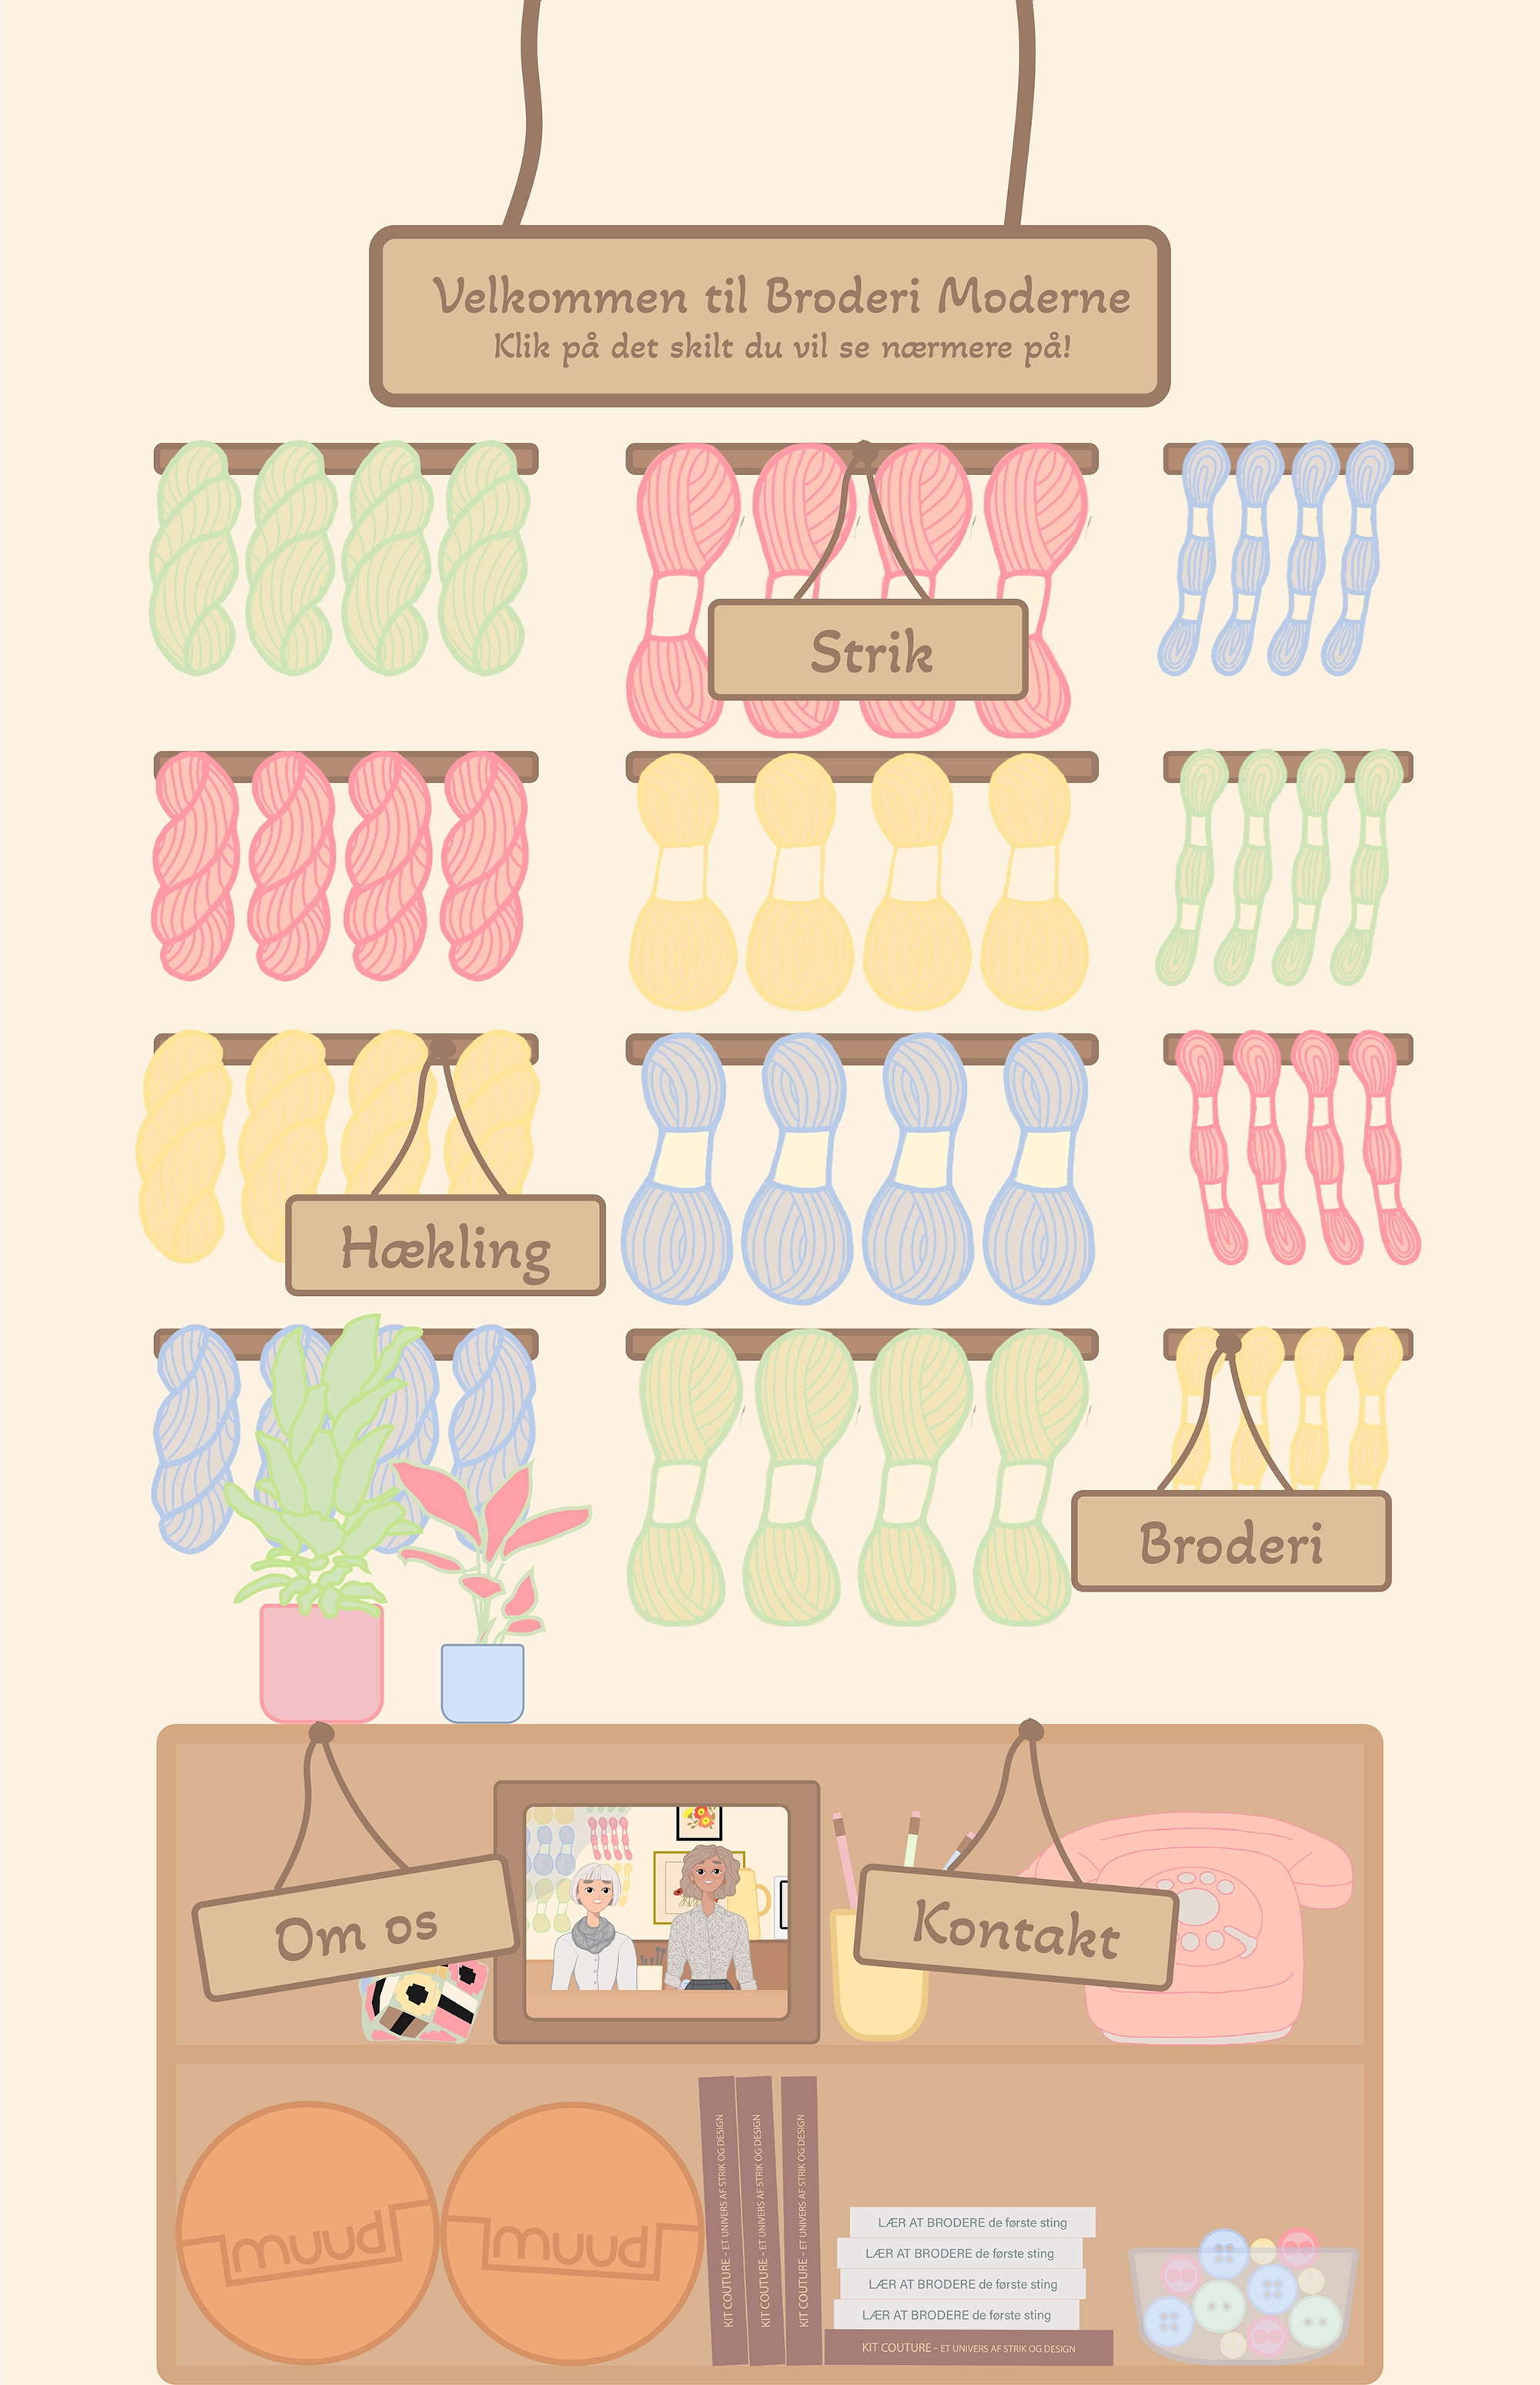 Velkommen til Broderi Moderne
Klik på det skilt du vil se nærmere på!
Strik
Hækling
Broderi
Om os
Kontakt
muud
muud
KIT COUTURE - ET UNIVERS AF STRIK OG DESIGN
KIT COUTURE - ET UNIVERS AF STRIK OG DESIGN
KIT COUTURE - ET UNIVERS AF STRIK OG DESIGN
LÆR AT BRODERE de første sting
LÆR AT BRODERE de første sting
LÆR AT BRODERE de første sting
LÆR AT BRODERE de første sting
KIT COUTURE - ET UNIVERS AF STRIK OG DESIGN